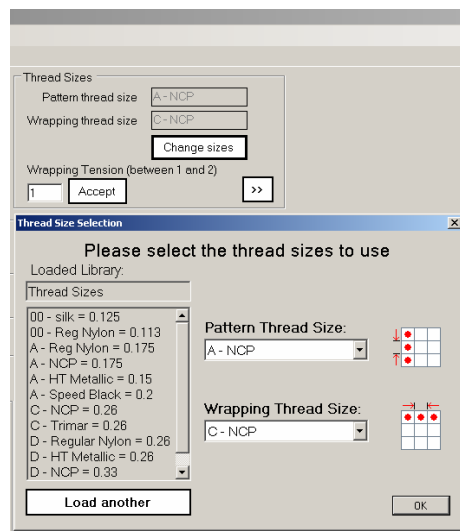 Thread Sizes
Pattern thread size A - NCP
Wrapping thread size C - NCP
Change sizes
Wrapping Tension (between 1 and 2)
1 Accept >>
Thread Size Selection
Please select the thread sizes to use
Loaded Library:
Thread Sizes
00 - silk = 0.125
00 - Reg Nylon = 0.113
A - Reg Nylon = 0.175
A - NCP = 0.175
A - HT Metallic = 0.15
A - Speed Black = 0.2
C - NCP = 0.26
C - Trimar = 0.26
D - Regular Nylon = 0.26
D - HT Metallic = 0.26
D - NCP = 0.33
Load another
Pattern Thread Size:
A - NCP
Wrapping Thread Size:
C - NCP
OK